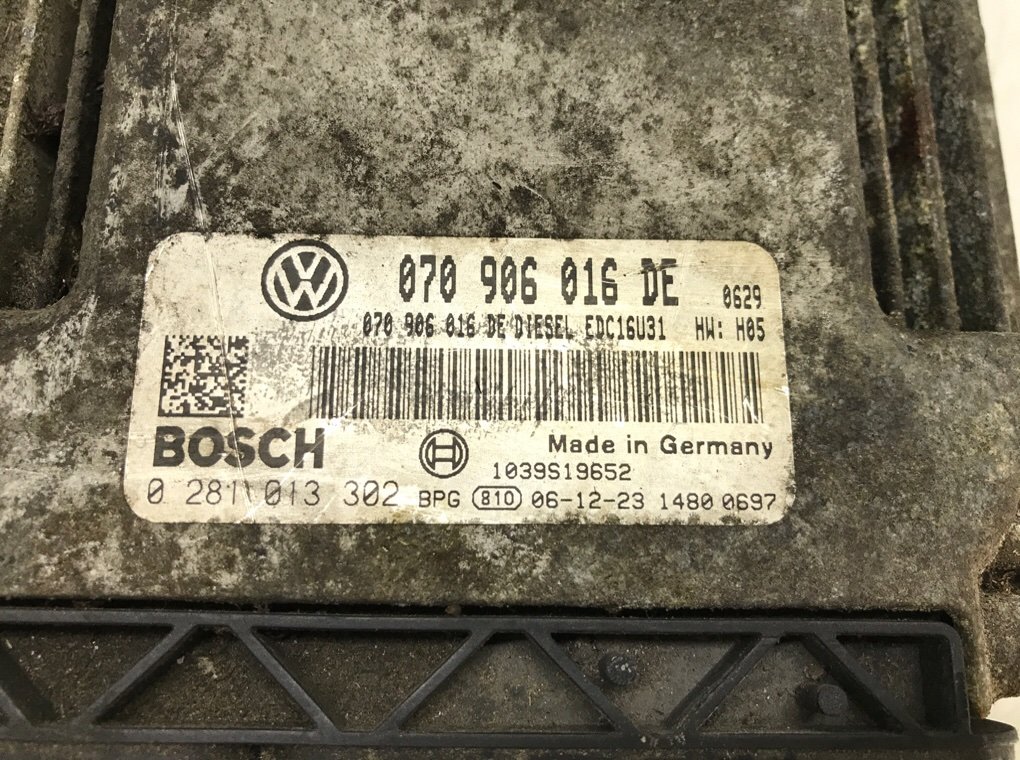 070 906 016 DE 0629
070 906 016 DE DIESEL EDC16U31 HW: H05
BOSCH
Made in Germany
1039S19652
0 281 013 302 BPG 810 06-12-23 1480 0697